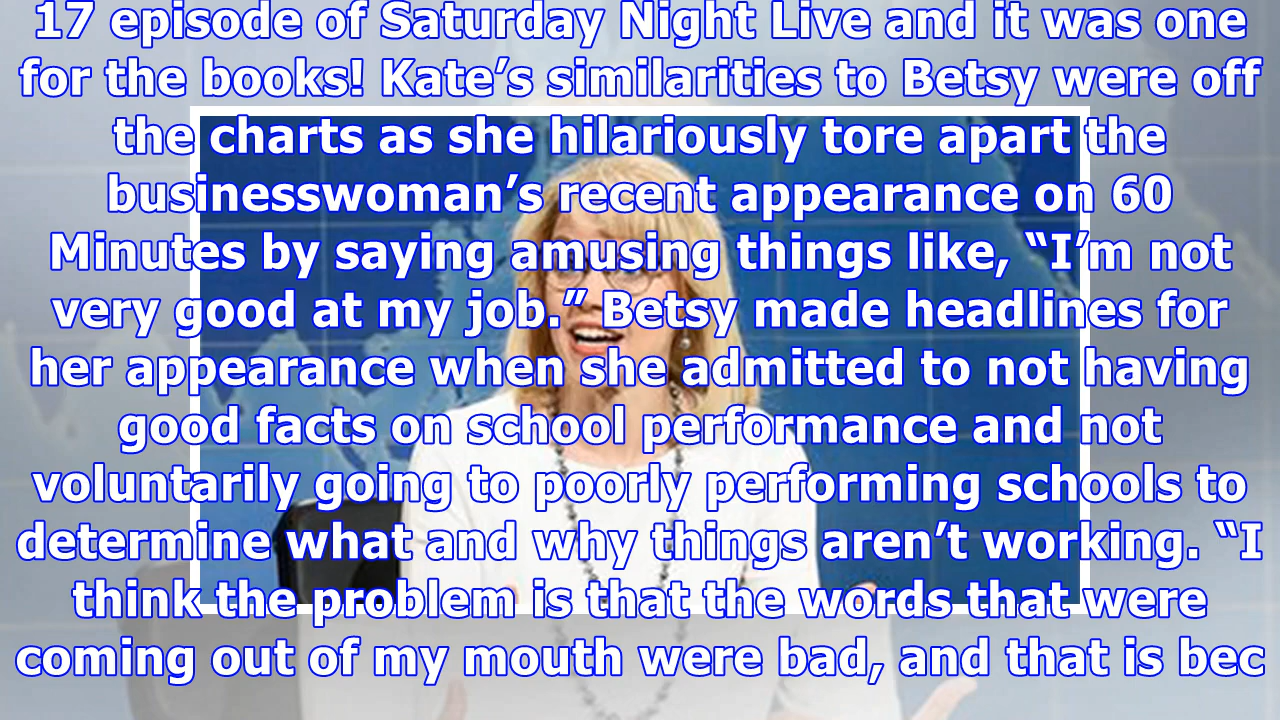 17 episode of Saturday Night Live and it was one
for the books! Kate’s similarities to Betsy were off
the charts as she hilariously tore apart the
businesswoman’s recent appearance on 60
Minutes by saying amusing things like, “I’m not
very good at my job.” Betsy made headlines for
her appearance when she admitted to not having
good facts on school performance and not
voluntarily going to poorly performing schools to
determine what and why things aren’t working. “I
think the problem is that the words that were
coming out of my mouth were bad, and that is bec